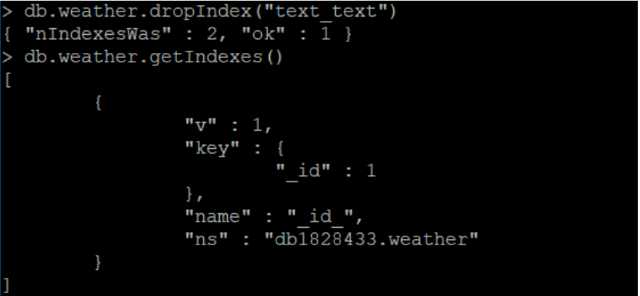 > db.weather.dropIndex("text_text")
{ "nIndexesWas" : 2, "ok" : 1 }
> db.weather.getIndexes()
[
        {
                "v" : 1,
                "key" : {
                        "_id" : 1
                },
                "name" : "_id_",
                "ns" : "db1828433.weather"
        }
]